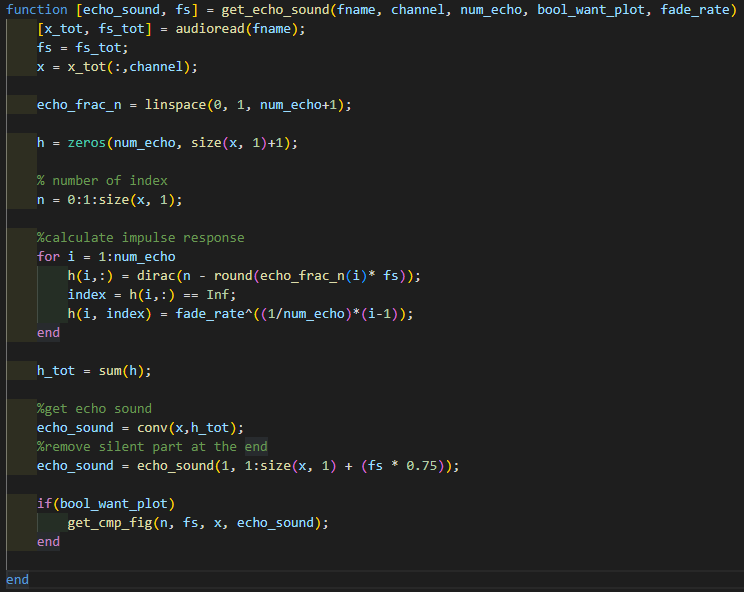 function [echo_sound, fs] = get_echo_sound(fname, channel, num_echo, bool_want_plot, fade_rate)
    [x_tot, fs_tot] = audioread(fname);
    fs = fs_tot;
    x = x_tot(:,channel);

    echo_frac_n = linspace(0, 1, num_echo+1);

    h = zeros(num_echo, size(x, 1)+1);

    % number of index
    n = 0:1:size(x, 1);

    %calculate impulse response
    for i = 1:num_echo
        h(i,:) = dirac(n - round(echo_frac_n(i)* fs));
        index = h(i,:) == Inf;
        h(i, index) = fade_rate^((1/num_echo)*(i-1));
    end

    h_tot = sum(h);

    %get echo sound
    echo_sound = conv(x,h_tot);
    %remove silent part at the end
    echo_sound = echo_sound(1, 1:size(x, 1) + (fs * 0.75));

    if(bool_want_plot)
        get_cmp_fig(n, fs, x, echo_sound);
    end

end